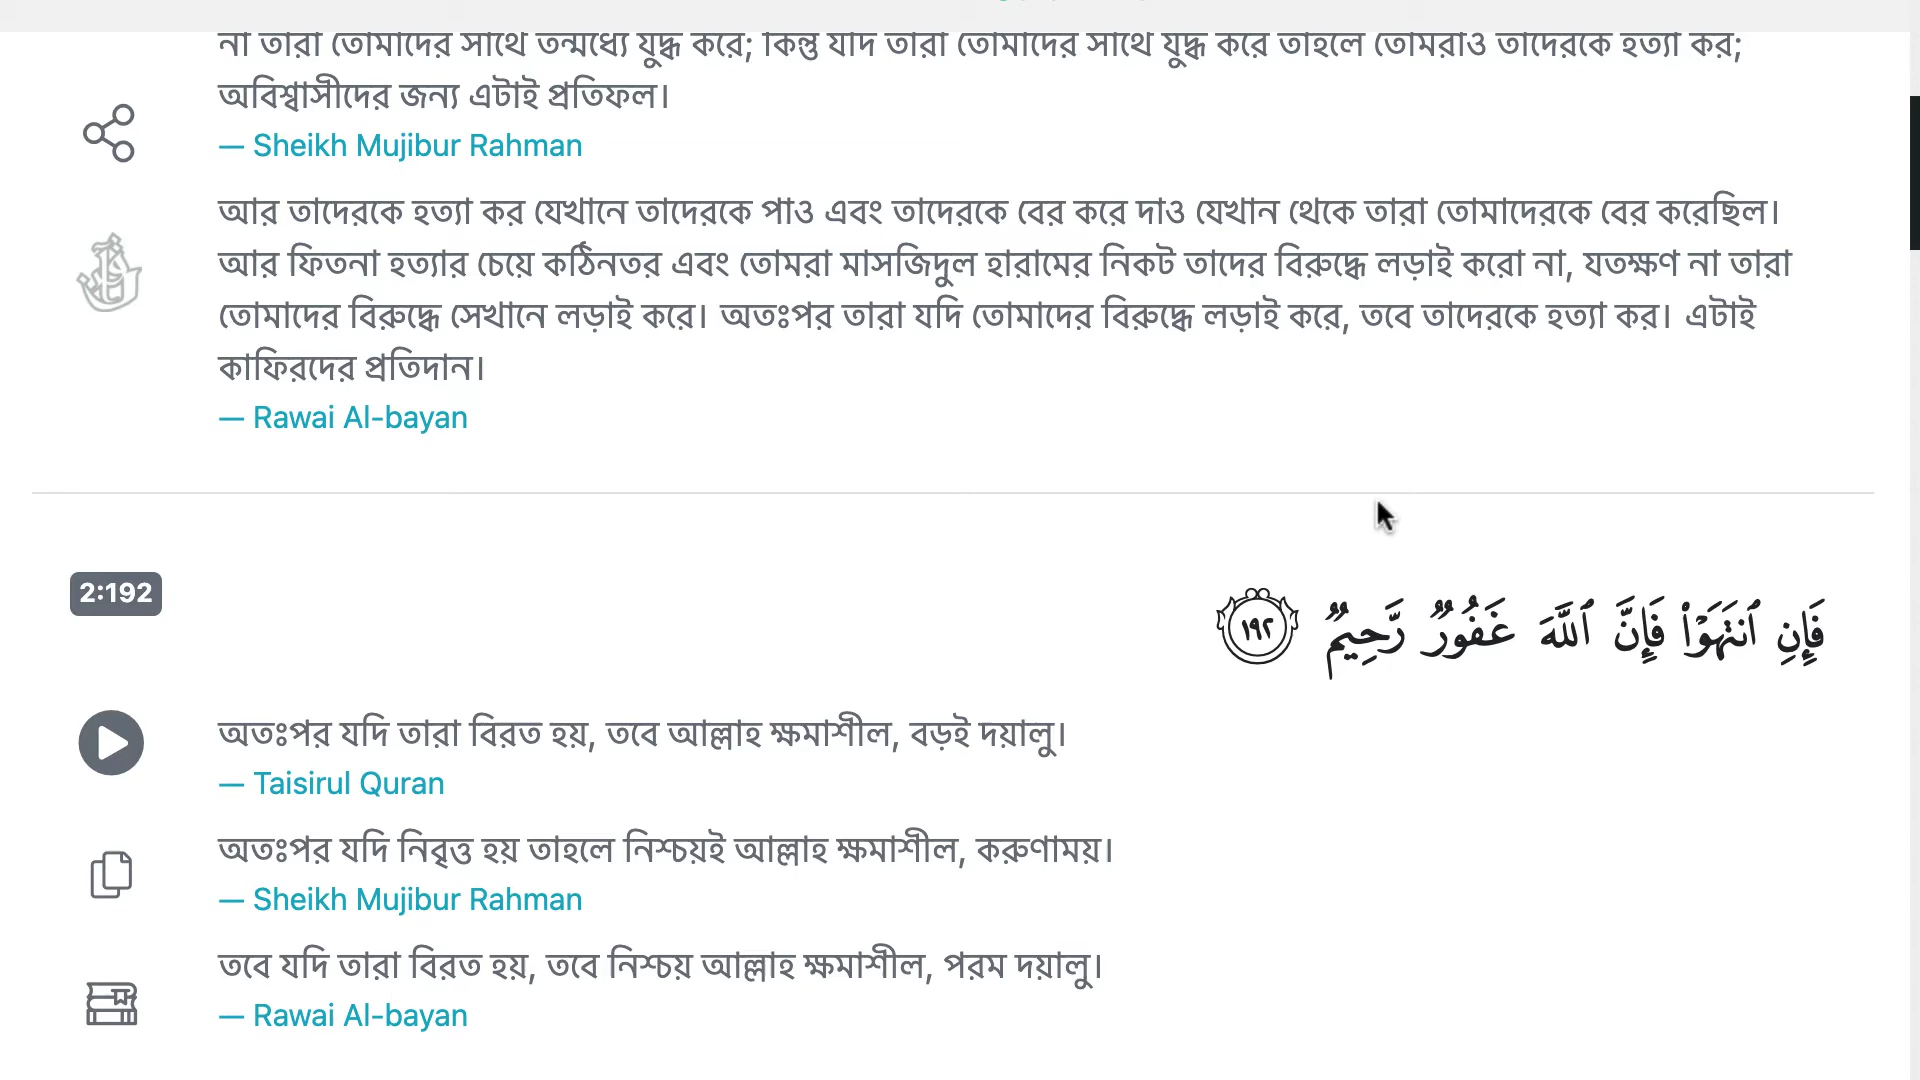 না তারা তোমাদের সাথে তন্মধ্যে যুদ্ধ করে; কিন্তু যদি তারা তোমাদের সাথে যুদ্ধ করে তাহলে তোমরাও তাদেরকে হত্যা কর;
অবিশ্বাসীদের জন্য এটাই প্রতিফল।
— Sheikh Mujibur Rahman
আর তাদেরকে হত্যা কর যেখানে তাদেরকে পাও এবং তাদেরকে বের করে দাও যেখান থেকে তারা তোমাদেরকে বের করেছিল।
আর ফিতনা হত্যার চেয়ে কঠিনতর এবং তোমরা মাসজিদুল হারামের নিকট তাদের বিরুদ্ধে লড়াই করো না, যতক্ষণ না তারা
তোমাদের বিরুদ্ধে সেখানে লড়াই করে। অতঃপর তারা যদি তোমাদের বিরুদ্ধে লড়াই করে, তবে তাদেরকে হত্যা কর। এটাই
কাফিরদের প্রতিদান।
— Rawai Al-bayan
2:192
فَإِنِ ٱنتَهَوْا۟ فَإِنَّ ٱللَّهَ غَفُورٌ رَّحِيمٌ ١٩٢
অতঃপর যদি তারা বিরত হয়, তবে আল্লাহ ক্ষমাশীল, বড়ই দয়ালু।
— Taisirul Quran
অতঃপর যদি নিবৃত্ত হয় তাহলে নিশ্চয়ই আল্লাহ ক্ষমাশীল, করুণাময়।
— Sheikh Mujibur Rahman
তবে যদি তারা বিরত হয়, তবে নিশ্চয় আল্লাহ ক্ষমাশীল, পরম দয়ালু।
— Rawai Al-bayan